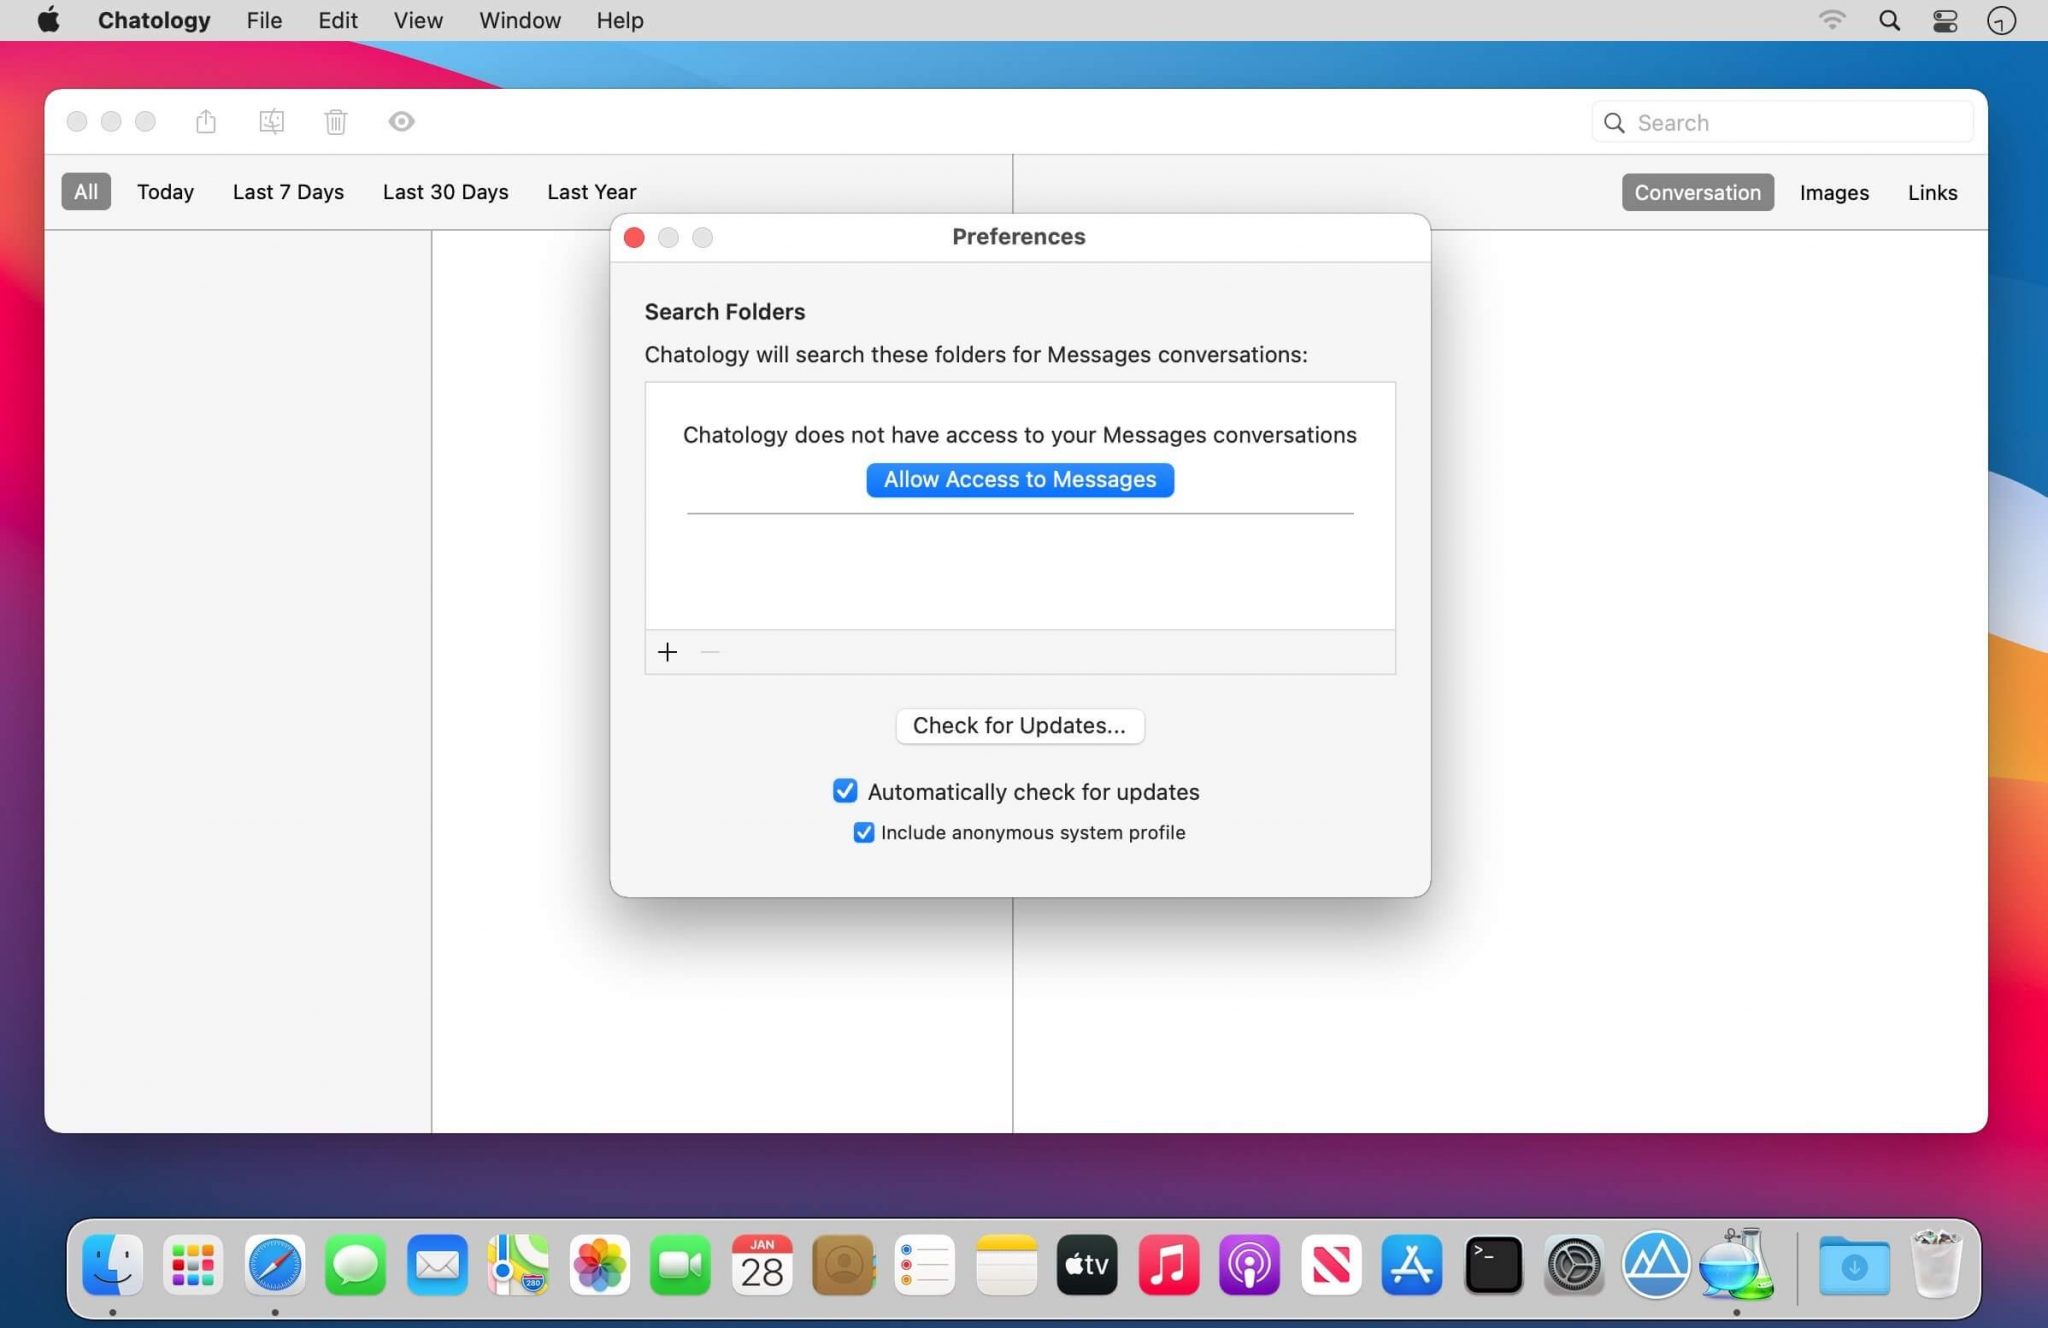 Chatology File Edit View Window Help
Search
All Today Last 7 Days Last 30 Days Last Year
Conversation Images Links
Preferences
Search Folders
Chatology will search these folders for Messages conversations:
Chatology does not have access to your Messages conversations
Allow Access to Messages
Check for Updates...
Automatically check for updates
Include anonymous system profile
280
JAN
28
tv
>_